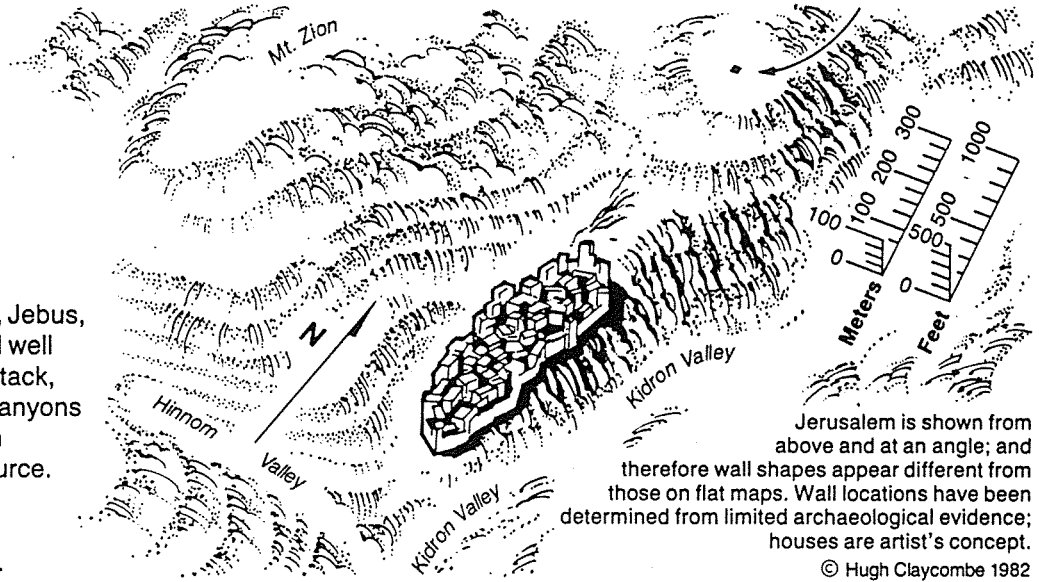 Mt. Zion
300
200
100
100
0
Meters
1000
500
500
0
Feet
N
, Jebus,
well
tack,
anyons
urce.
Hinnom
Valley
Kidron Valley
Kidron Valley
Jerusalem is shown from
above and at an angle; and
therefore wall shapes appear different from
those on flat maps. Wall locations have been
determined from limited archaeological evidence;
houses are artist's concept.
© Hugh Claycombe 1982